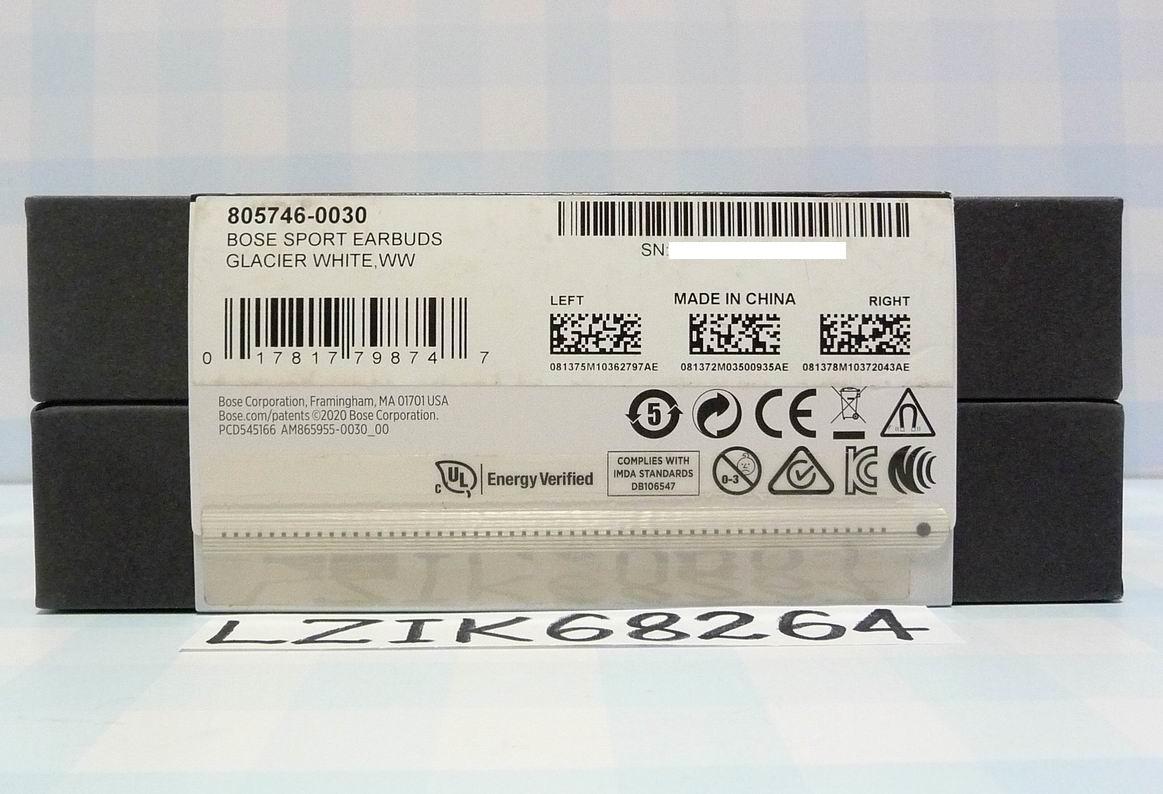 805746-0030
BOSE SPORT EARBUDS
GLACIER WHITE,WW
SN:
0 17817 79874 7
LEFT MADE IN CHINA RIGHT
081375M10362797AE 081372M03500935AE 081378M10372043AE
Bose Corporation, Framingham, MA 01701 USA
Bose.com/patents ©2020 Bose Corporation.
PCD545166 AM865955-0030_00
5
CE
C UL Energy Verified
COMPLIES WITH
IMDA STANDARDS
DB106547
0-3
LZIK68264